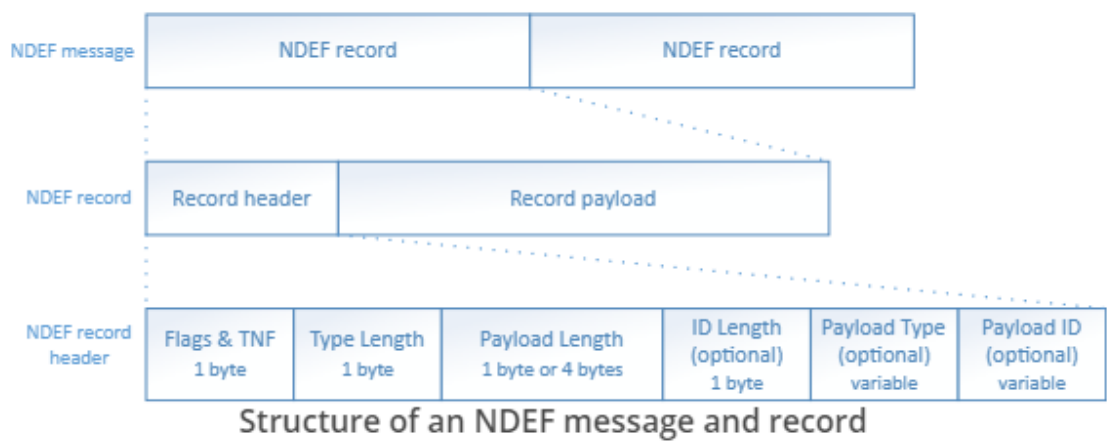 NDEF message
NDEF record
NDEF record
NDEF record
Record header
Record payload
NDEF record
header
Flags & TNF
1 byte
Type Length
1 byte
Payload Length
1 byte or 4 bytes
ID Length
(optional)
1 byte
Payload Type
(optional)
variable
Payload ID
(optional)
variable
Structure of an NDEF message and record